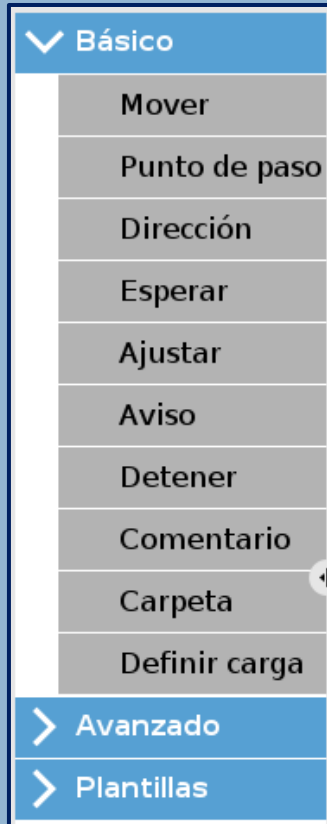 Básico
Mover
Punto de paso
Dirección
Esperar
Ajustar
Aviso
Detener
Comentario
Carpeta
Definir carga
Avanzado
Plantillas